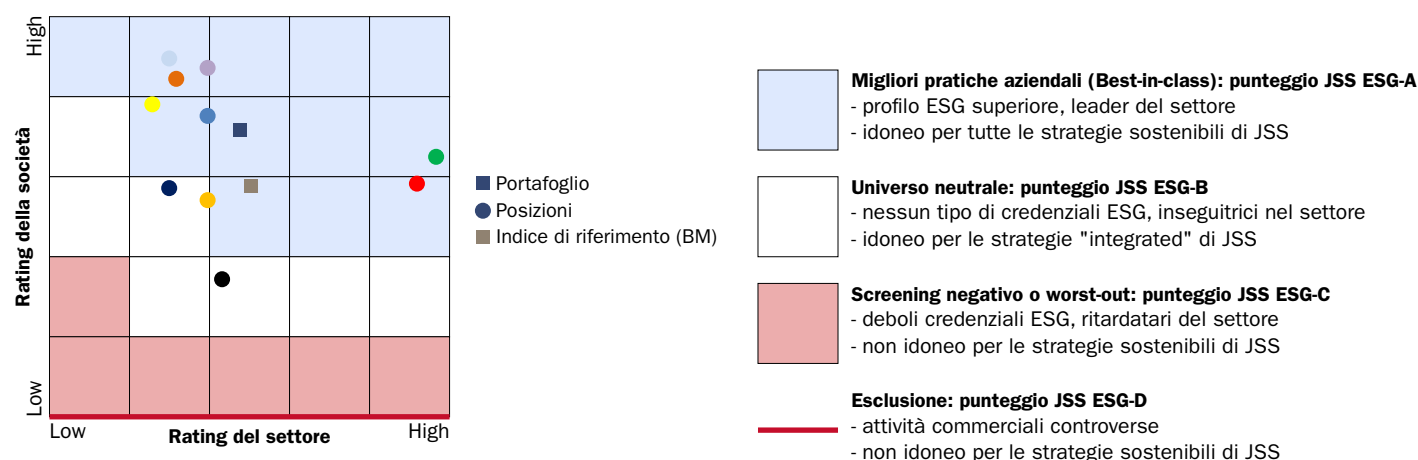 High
Rating della società
Low
Low
Rating del settore
High
Portafoglio
Posizioni
Indice di riferimento (BM)
Migliori pratiche aziendali (Best-in-class): punteggio JSS ESG-A
- profilo ESG superiore, leader del settore
- idoneo per tutte le strategie sostenibili di JSS
Universo neutrale: punteggio JSS ESG-B
- nessun tipo di credenziali ESG, inseguitrici nel settore
- idoneo per le strategie "integrated" di JSS
Screening negativo o worst-out: punteggio JSS ESG-C
- deboli credenziali ESG, ritardatari del settore
- non idoneo per le strategie sostenibili di JSS
Esclusione: punteggio JSS ESG-D
- attività commerciali controverse
- non idoneo per le strategie sostenibili di JSS